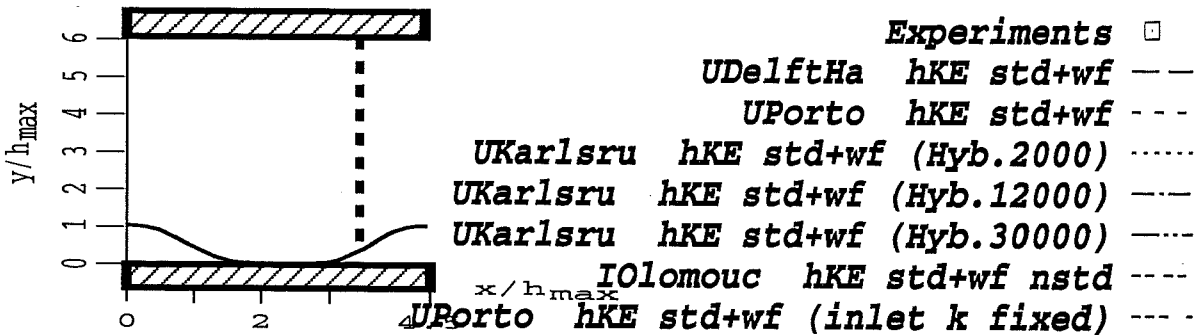 6
5
4
3
2
1
0
y/hmax
0
2
4.5
x/hmax
Experiments
UDelftHa hKE std+wf
UPorto hKE std+wf
UKarlsru hKE std+wf (Hyb.2000)
UKarlsru hKE std+wf (Hyb.12000)
UKarlsru hKE std+wf (Hyb.30000)
IOlomouc hKE std+wf nstd
UPorto hKE std+wf (inlet k fixed)